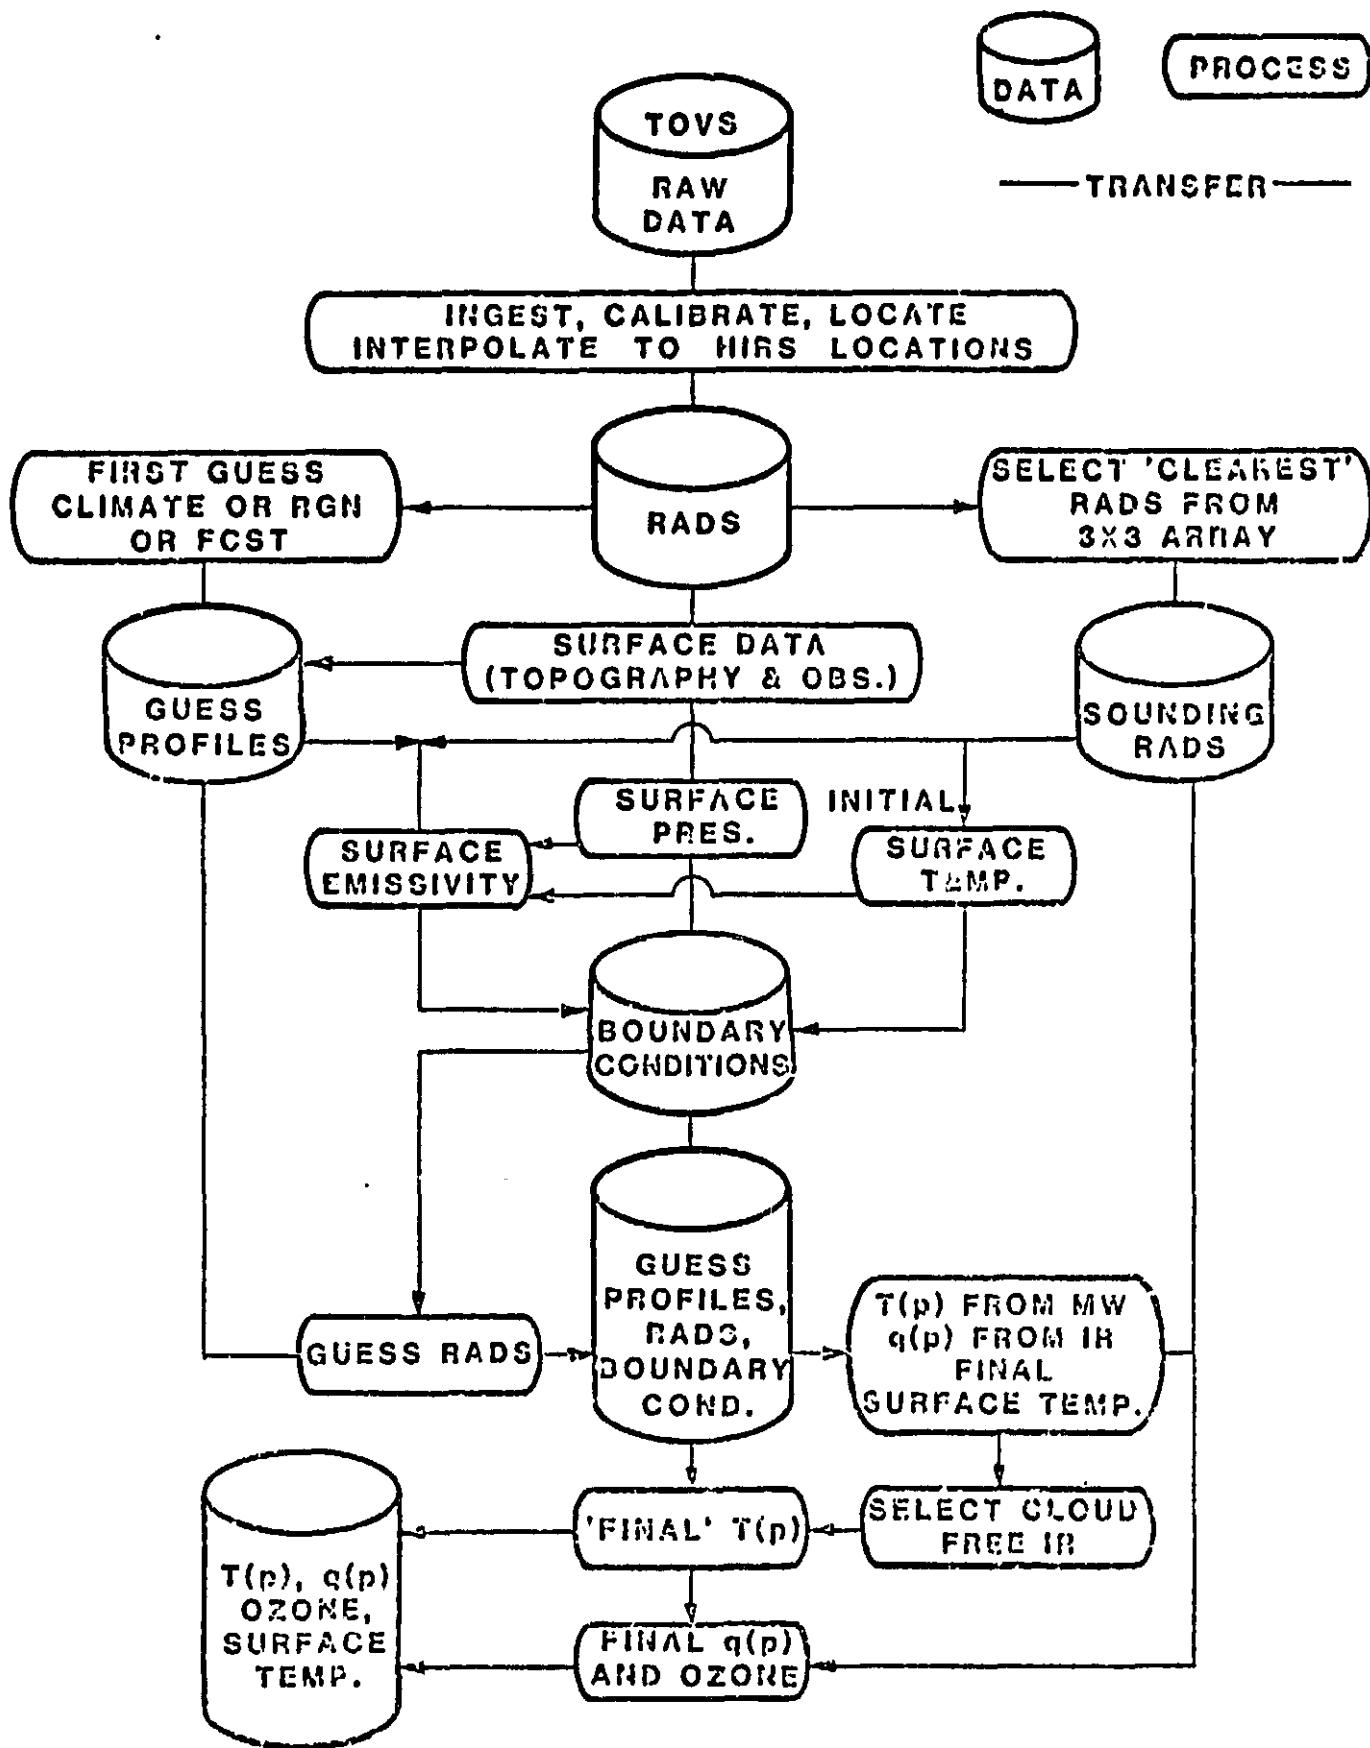 DATA
PROCESS
TRANSFER
TOVS
RAW
DATA
INGEST, CALIBRATE, LOCATE
INTERPOLATE TO HIRS LOCATIONS
RADS
FIRST GUESS
CLIMATE OR RGN
OR FCST
SELECT 'CLEAREST'
RADS FROM
3X3 ARRAY
SURFACE DATA
(TOPOGRAPHY & OBS.)
GUESS
PROFILES
SOUNDING
RADS
SURFACE
PRES.
INITIAL
SURFACE
EMISSIVITY
SURFACE
TEMP.
BOUNDARY
CONDITIONS
GUESS
PROFILES,
RADS,
BOUNDARY
COND.
GUESS RADS
T(p) FROM MW
q(p) FROM IR
FINAL
SURFACE TEMP.
'FINAL' T(p)
SELECT CLOUD
FREE IR
T(p), q(p)
OZONE,
SURFACE
TEMP.
FINAL q(p)
AND OZONE